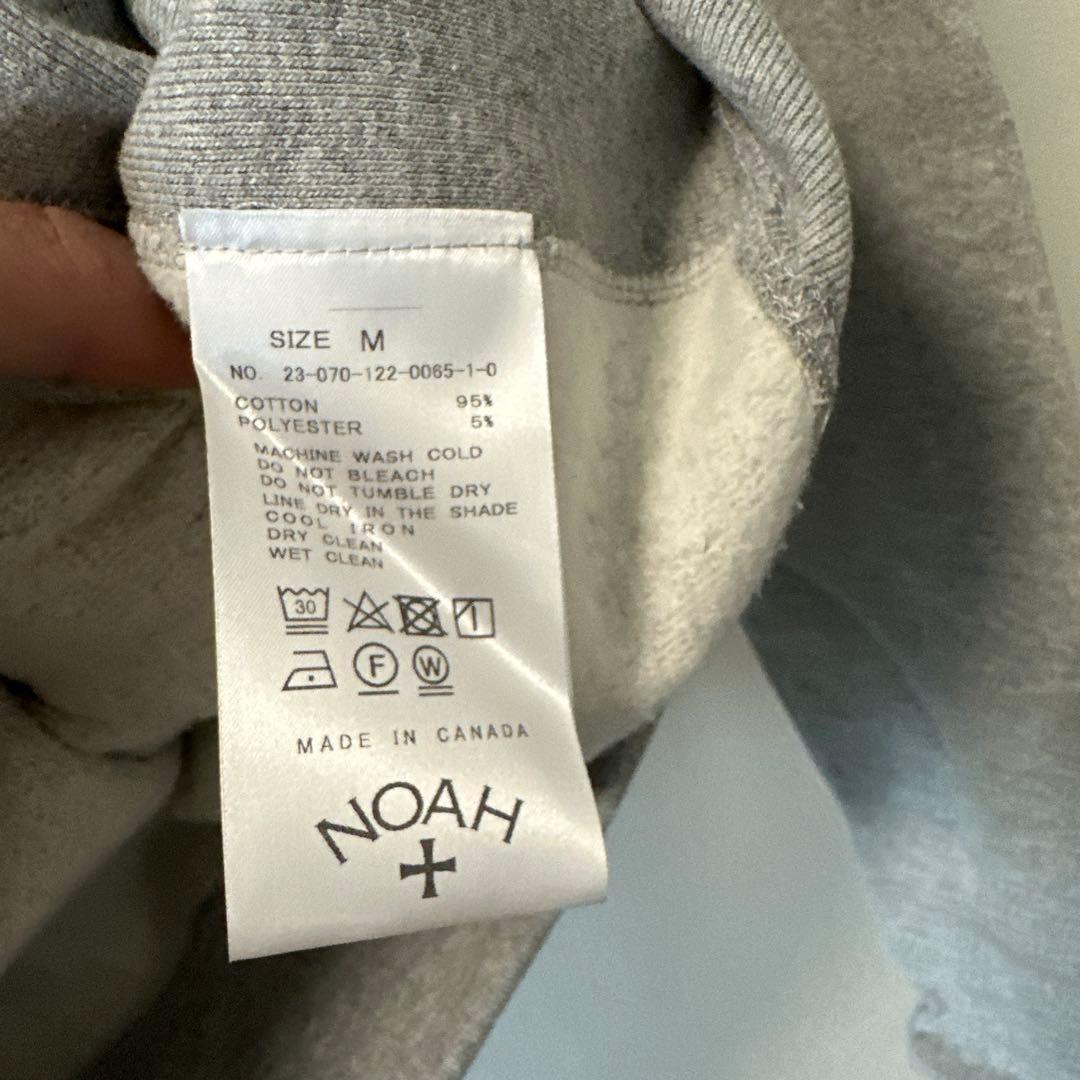 SIZE M
NO. 23-070-122-0065-1-0
COTTON 95%
POLYESTER 5%
MACHINE WASH COLD
DO NOT BLEACH
DO NOT TUMBLE DRY
LINE DRY IN THE SHADE
COOL IRON
DRY CLEAN
WET CLEAN
30
F W
MADE IN CANADA
NOAH